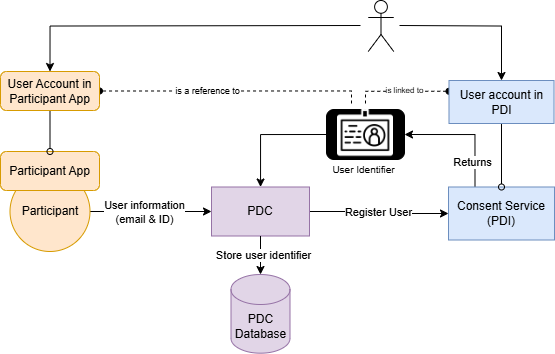 User Account in
Participant App
is a reference to
is linked to
User account in
PDI
User Identifier
Returns
Participant App
Participant
User information
(email & ID)
PDC
Register User
Consent Service
(PDI)
Store user identifier
PDC
Database